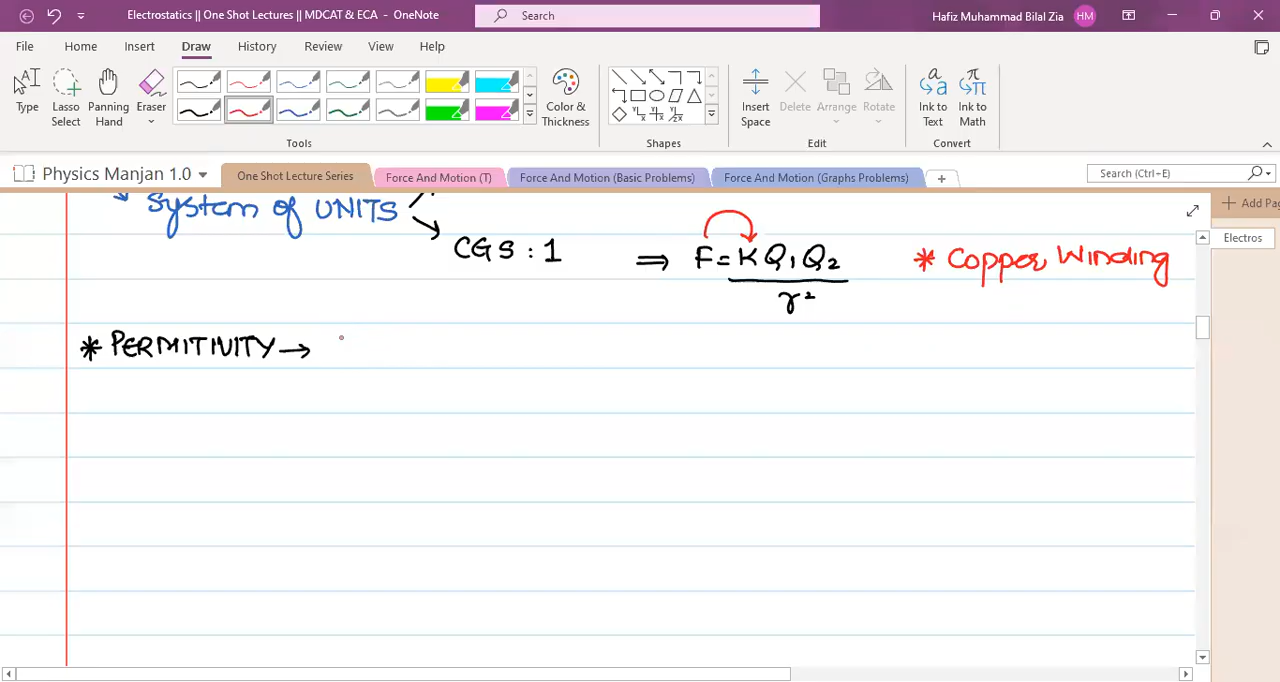 Electrostatics || One Shot Lectures || MDCAT & ECA - OneNote
Search
Hafiz Muhammad Bilal Zia
HM
File Home Insert Draw History Review View Help
Type
Lasso Select
Panning Hand
Eraser
Color & Thickness
Insert Space
Delete
Arrange
Rotate
Ink to Text
Ink to Math
Tools
Shapes
Edit
Convert
Physics Manjan 1.0
One Shot Lecture Series
Force And Motion (T)
Force And Motion (Basic Problems)
Force And Motion (Graphs Problems)
Search (Ctrl+E)
Add Pag
Electros
System of UNITS
CGS : 1
⇒ F = K Q₁ Q₂
r²
* Copper Winding
* PERMITIVITY →